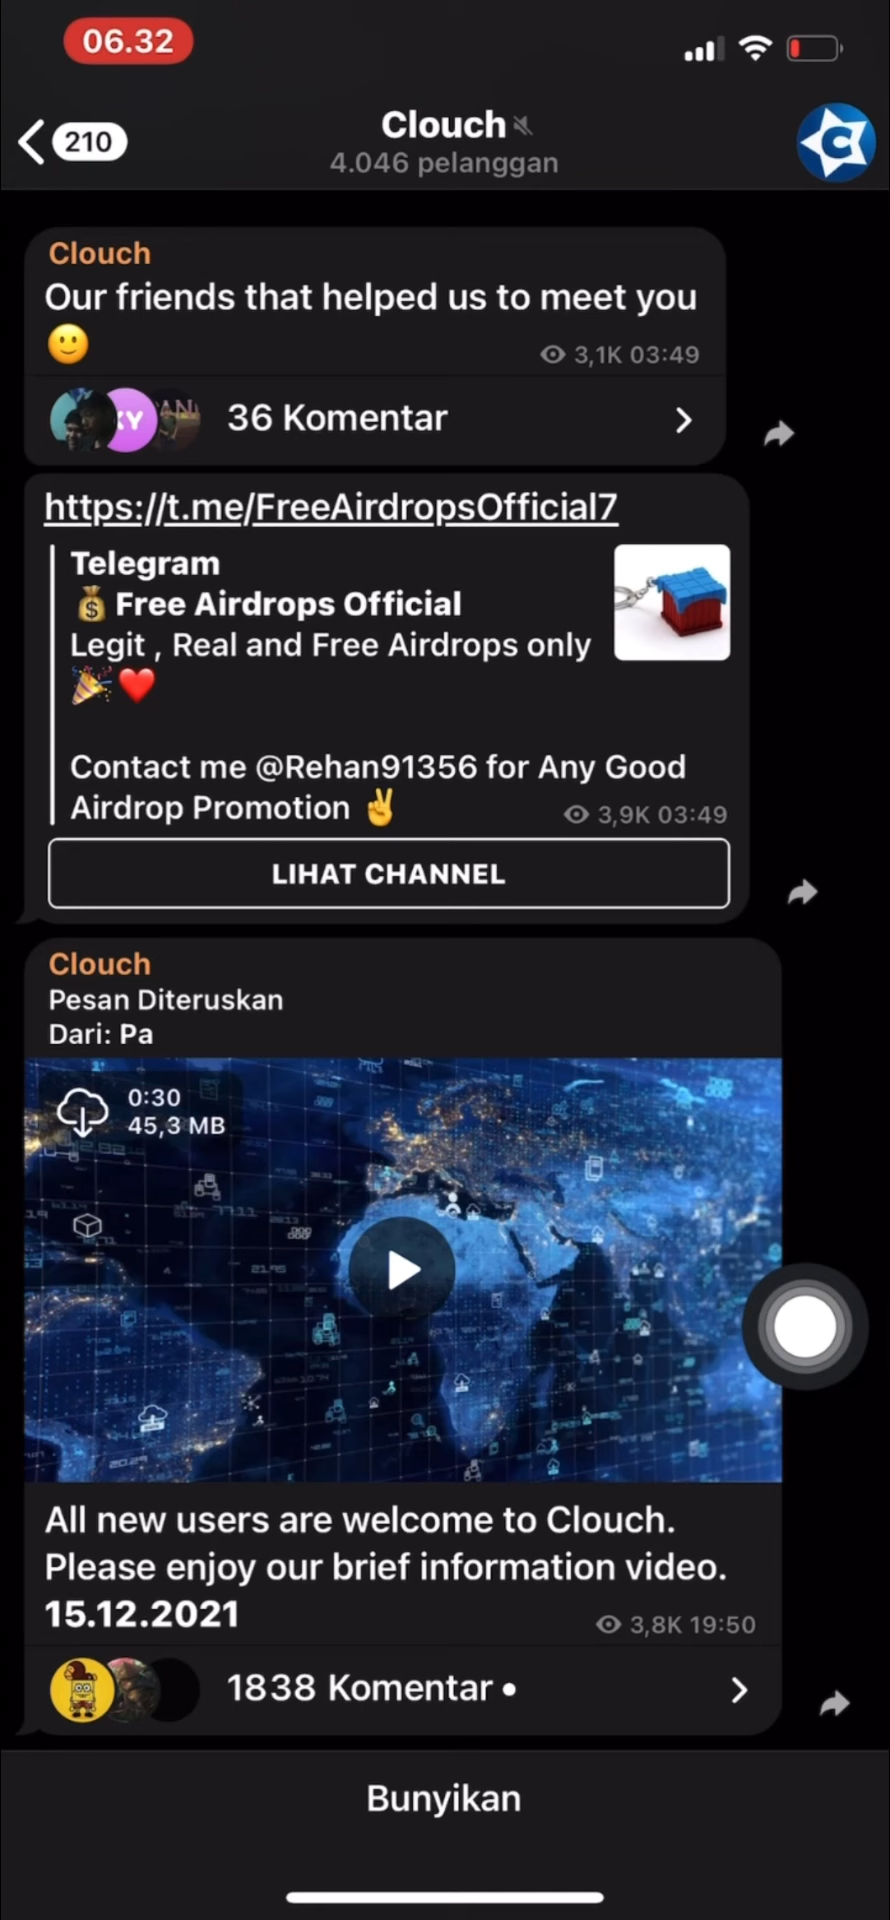 06.32
210
Clouch
4.046 pelanggan
Clouch
Our friends that helped us to meet you
🙂
3,1K 03:49
36 Komentar
https://t.me/FreeAirdropsOfficial7
Telegram
💰 Free Airdrops Official
Legit , Real and Free Airdrops only
🎉❤️
Contact me @Rehan91356 for Any Good
Airdrop Promotion ✌️
3,9K 03:49
LIHAT CHANNEL
Clouch
Pesan Diteruskan
Dari: Pa
0:30
45,3 MB
All new users are welcome to Clouch.
Please enjoy our brief information video.
15.12.2021
3,8K 19:50
1838 Komentar •
Bunyikan